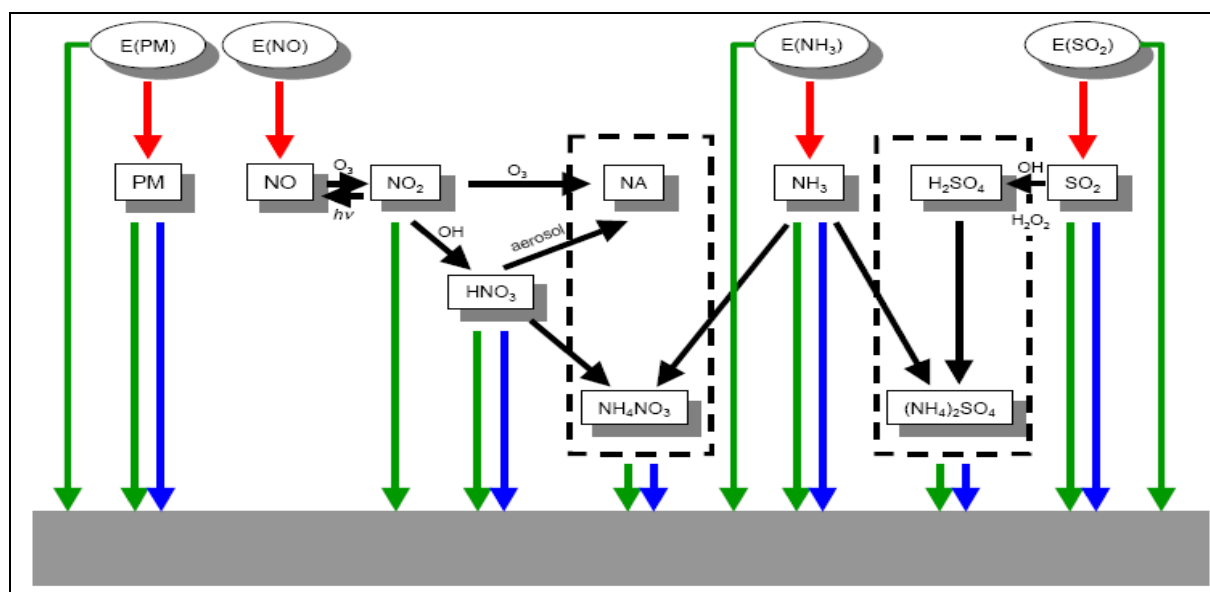 E(PM)
E(NO)
E(NH₃)
E(SO₂)
PM
NO
O₃
hν
NO₂
O₃
NA
NH₃
H₂SO₄
OH
H₂O₂
SO₂
OH
aerosol
HNO₃
NH₄NO₃
(NH₄)₂SO₄